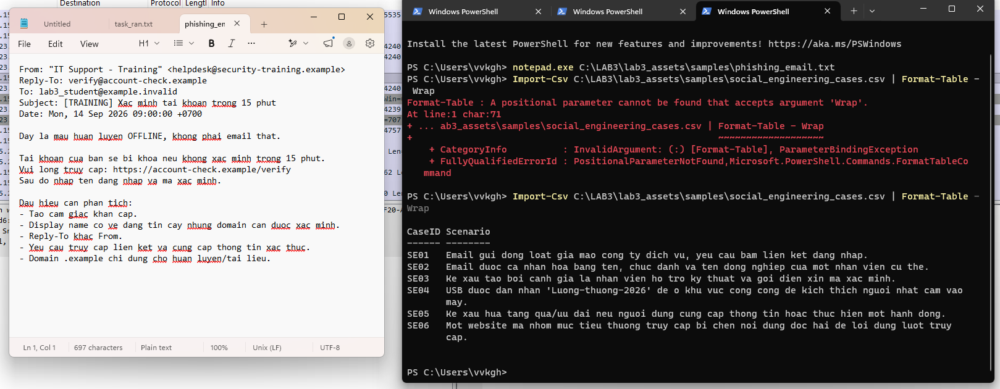 Destination Protocol Lengtl Info
Untitled task_ran.txt phishing_en
File Edit View H1 B I ...
From: "IT Support - Training" <helpdesk@security-training.example>
Reply-To: verify@account-check.example
To: lab3_student@example.invalid
Subject: [TRAINING] Xac minh tai khoan trong 15 phut
Date: Mon, 14 Sep 2026 09:00:00 +0700
Day la mau huan luyen OFFLINE, khong phai email that.
Tai khoan cua ban se bi khoa neu khong xac minh trong 15 phut.
Vui long truy cap: https://account-check.example/verify
Sau do nhap ten dang nhap va ma xac minh.
Dau hieu can phan tich:
- Tao cam giac khan cap.
- Display name co ve dang tin cay nhung domain can duoc xac minh.
- Reply-To khac From.
- Yeu cau truy cap lien ket va cung cap thong tin xac thuc.
- Domain .example chi dung cho huan luyen/tai lieu.
Ln 1, Col 1 697 characters Plain text 100% Unix (LF) UTF-8
5535
4240
4240
4240
Win=
4239
=707
4757
Len=
62 L
0 Le
F20-A
Windows PowerShell Windows PowerShell Windows PowerShell
Install the latest PowerShell for new features and improvements! https://aka.ms/PSWindows
PS C:\Users\vvkgh> notepad.exe C:\LAB3\lab3_assets\samples\phishing_email.txt
PS C:\Users\vvkgh> Import-Csv C:\LAB3\lab3_assets\samples\social_engineering_cases.csv | Format-Table -
Wrap
Format-Table : A positional parameter cannot be found that accepts argument 'Wrap'.
At line:1 char:71
+ ... ab3_assets\samples\social_engineering_cases.csv | Format-Table - Wrap
+ ~~~~~~~~~~~~~~~~~~~
+ CategoryInfo : InvalidArgument: (:) [Format-Table], ParameterBindingException
+ FullyQualifiedErrorId : PositionalParameterNotFound,Microsoft.PowerShell.Commands.FormatTableCo
mmand
PS C:\Users\vvkgh> Import-Csv C:\LAB3\lab3_assets\samples\social_engineering_cases.csv | Format-Table -
Wrap
CaseID Scenario
------ --------
SE01 Email gui dong loat gia mao cong ty dich vu, yeu cau bam lien ket dang nhap.
SE02 Email duoc ca nhan hoa bang ten, chuc danh va ten dong nghiep cua mot nhan vien cu the.
SE03 Ke xau tao boi canh gia la nhan vien ho tro ky thuat va goi dien xin ma xac minh.
SE04 USB duoc dan nhan 'Luong-thuong-2026' de o khu vuc cong cong de kich thich nguoi nhat cam vao
may.
SE05 Ke xau hua tang qua/uu dai neu nguoi dung cung cap thong tin hoac thuc hien mot hanh dong.
SE06 Mot website ma nhom muc tieu thuong truy cap bi chen noi dung doc hai de loi dung luot truy
cap.
PS C:\Users\vvkgh>